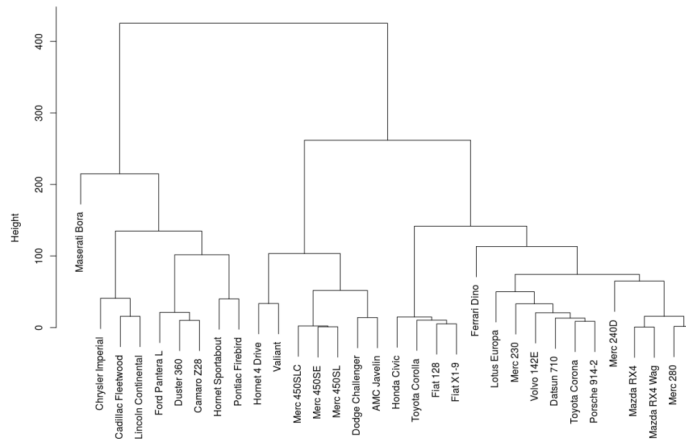 400
300
200
100
0
Height
Maserati Bora
Chrysler Imperial
Cadillac Fleetwood
Lincoln Continental
Ford Pantera L
Duster 360
Camaro Z28
Hornet Sportabout
Pontiac Firebird
Hornet 4 Drive
Valiant
Merc 450SLC
Merc 450SE
Merc 450SL
Dodge Challenger
AMC Javelin
Honda Civic
Toyota Corolla
Fiat 128
Fiat X1-9
Ferrari Dino
Lotus Europa
Merc 230
Volvo 142E
Datsun 710
Toyota Corona
Porsche 914-2
Merc 240D
Mazda RX4
Mazda RX4 Wag
Merc 280